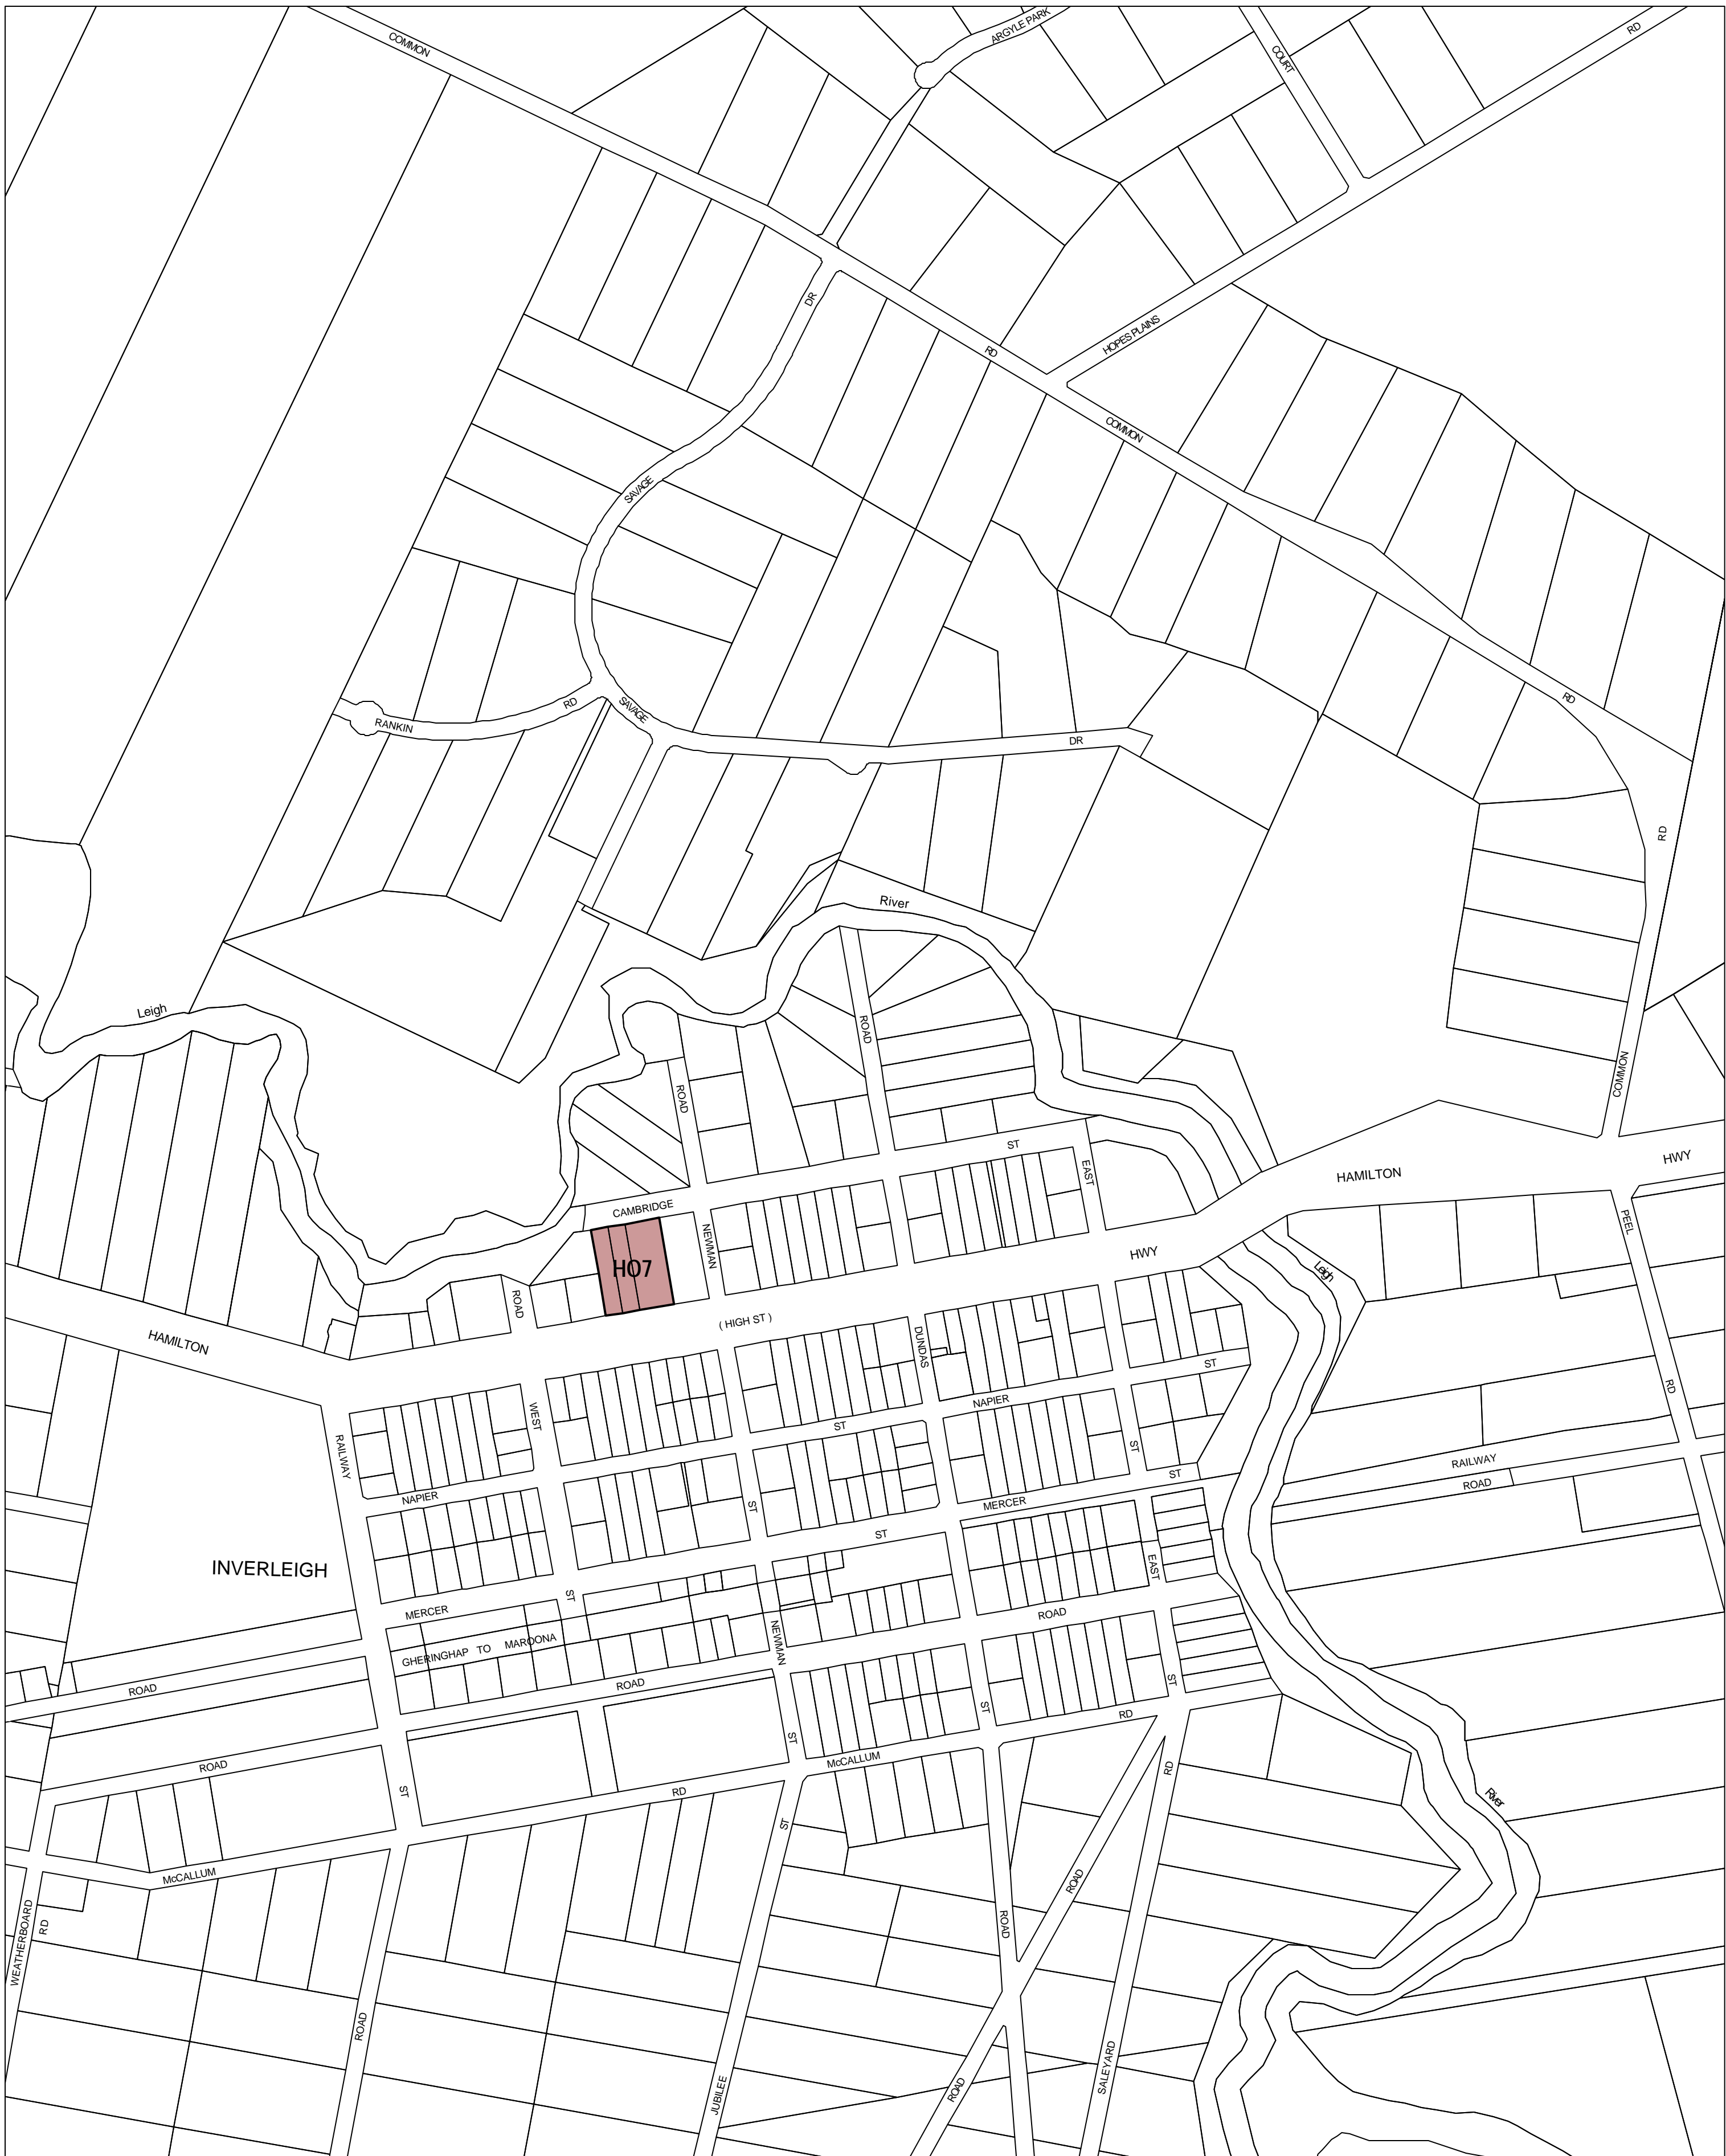 COMMON
ARGYLE PARK
COURT
RD
DR
HOPES PLAINS
RD
COMMON
SAVAGE
RD
RANKIN
RD
SAVAGE
DR
RD
River
Leigh
ROAD
ROAD
COMMON
ST
EAST
HAMILTON
HWY
CAMBRIDGE
NEWMAN
PEEL
HWY
HO7
Leigh
ROAD
( HIGH ST )
HAMILTON
DUNDAS
ST
RD
NAPIER
WEST
ST
RAILWAY
ST
RAILWAY
ST
ROAD
NAPIER
MERCER
ST
ST
INVERLEIGH
EAST
ST
MERCER
ROAD
NEWMAN
GHERINGHAP TO MAROONA
ROAD
ROAD
ST
ST
RD
ST
McCALLUM
ROAD
RD
ST
RD
River
ST
McCALLUM
ROAD
WEATHERBOARD
RD
ROAD
ROAD
SALEYARD
JUBILEE
ROAD